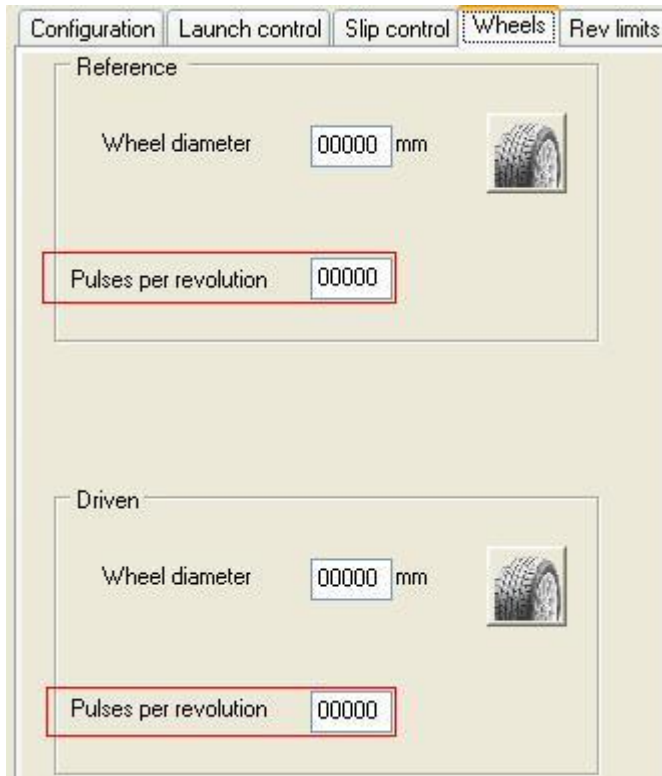 Configuration Launch control Slip control Wheels Rev limits
Reference
Wheel diameter 00000 mm
Pulses per revolution 00000
Driven
Wheel diameter 00000 mm
Pulses per revolution 00000